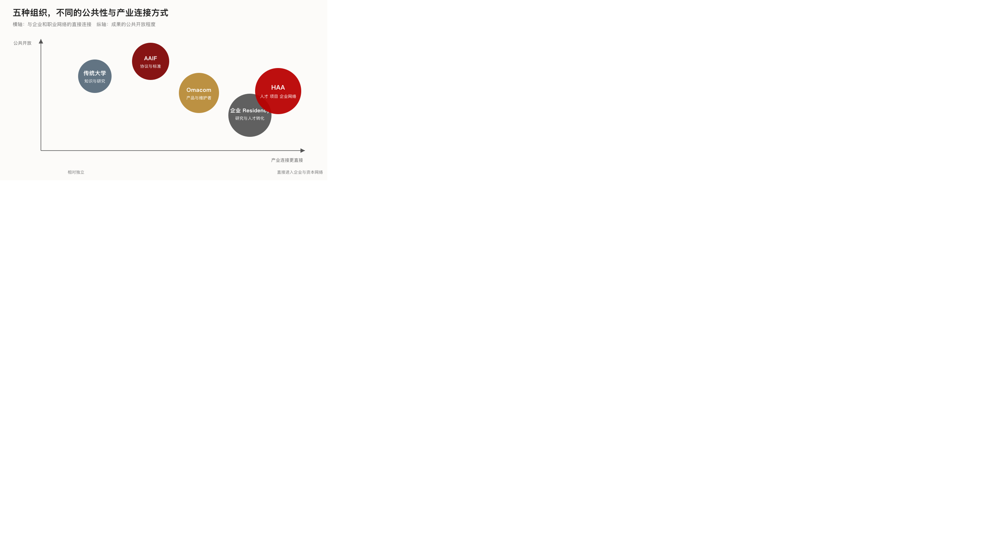 五种组织，不同的公共性与产业连接方式
横轴：与企业和职业网络的直接连接 纵轴：成果的公共开放程度
公共开放
AAIF
协议与标准
传统大学
知识与研究
Omacom
产品与维护者
HAA
人才 项目 企业网络
企业 Residency
研究与人才转化
产业连接更直接
相对独立
直接进入企业与资本网络